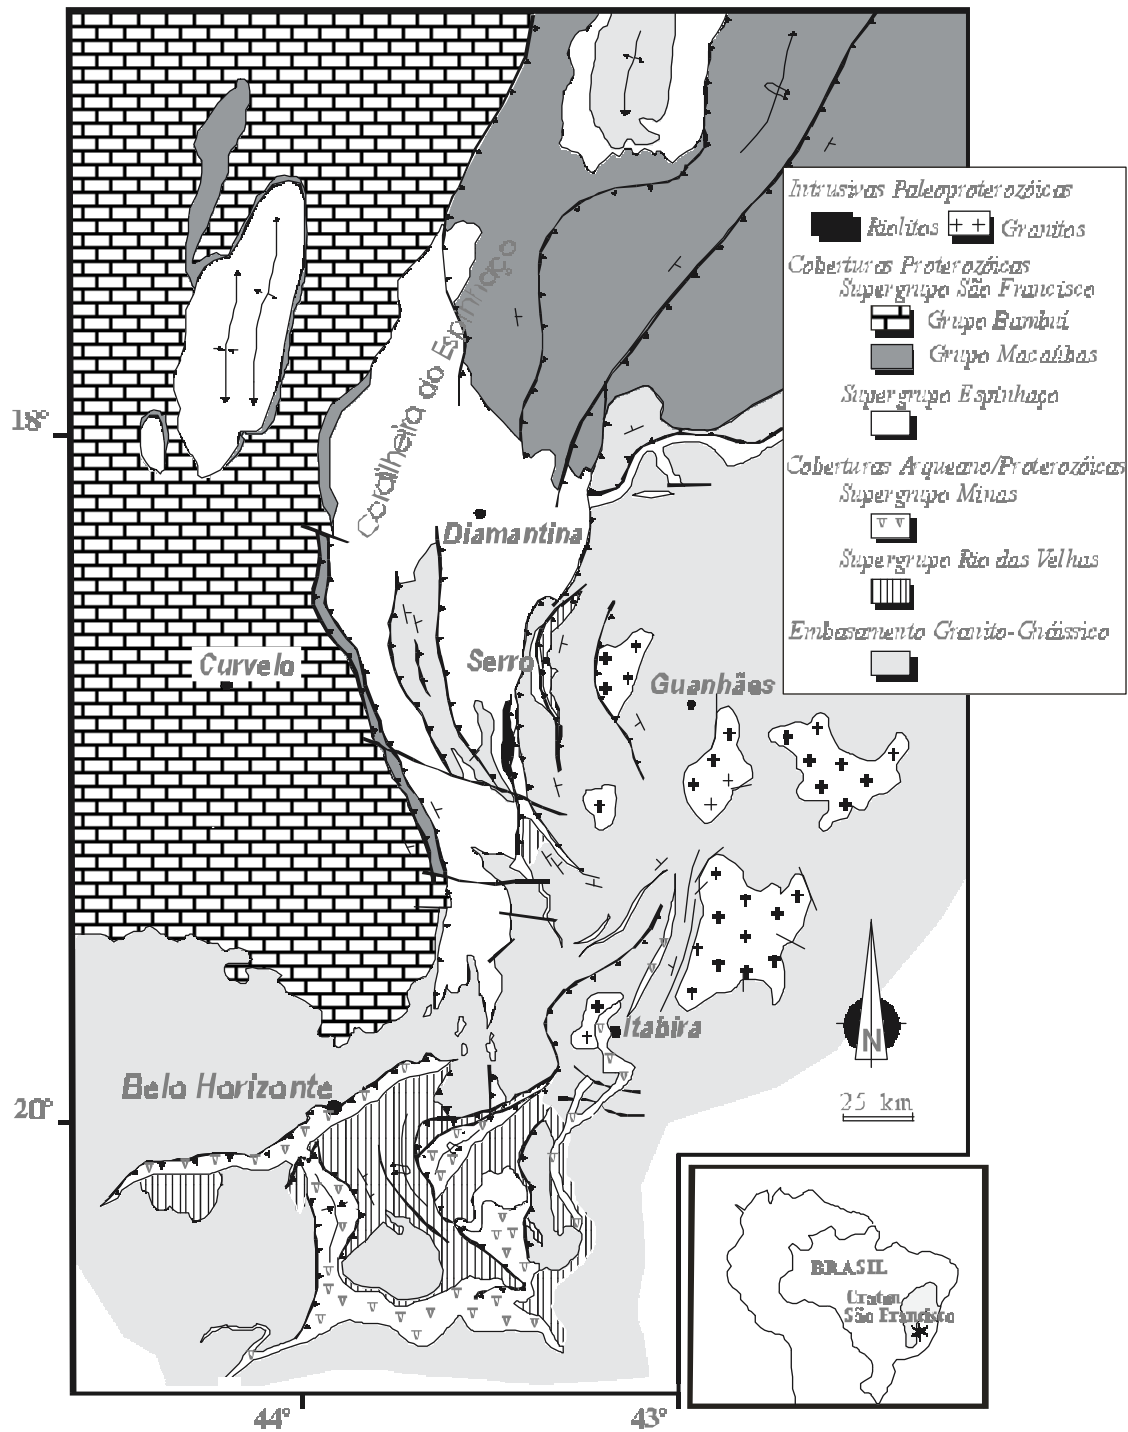 Intrusivas Paleoproterozóicas
Riolitos
Granitos
Coberturas Proterozóicas
Supergrupo São Francisco
Grupo Bambuí
Grupo Macaúbas
Supergrupo Espinhaço
Coberturas Arqueano/Proterozóicas
Supergrupo Minas
Supergrupo Rio das Velhas
Embasamento Granito-Gnáissico
Cordilheira do Espinhaço
18°
Diamantina
Curvelo
Serro
Guanhães
Itabira
Belo Horizonte
20°
N
25 km
BRASIL
Craton
São Francisco
44°
43°